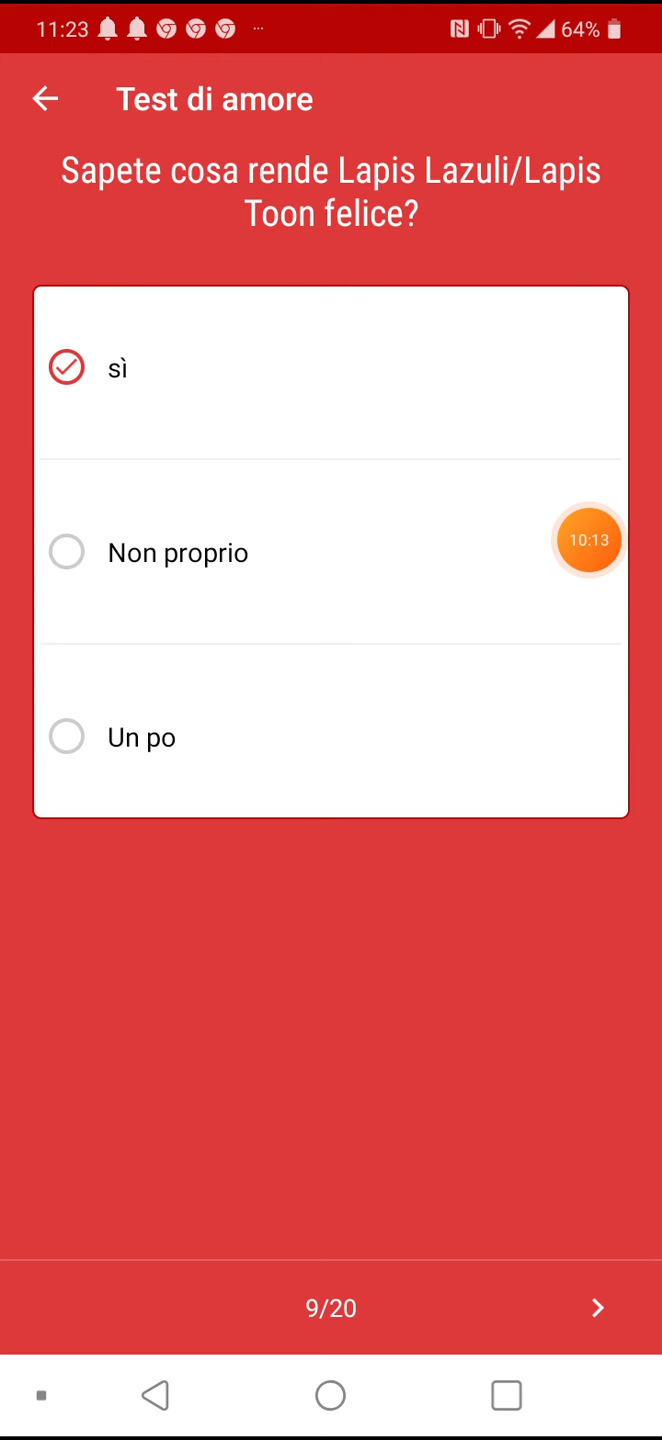 11:23 ... 64%
Test di amore
Sapete cosa rende Lapis Lazuli/Lapis
Toon felice?
sì
Non proprio
10:13
Un po
9/20